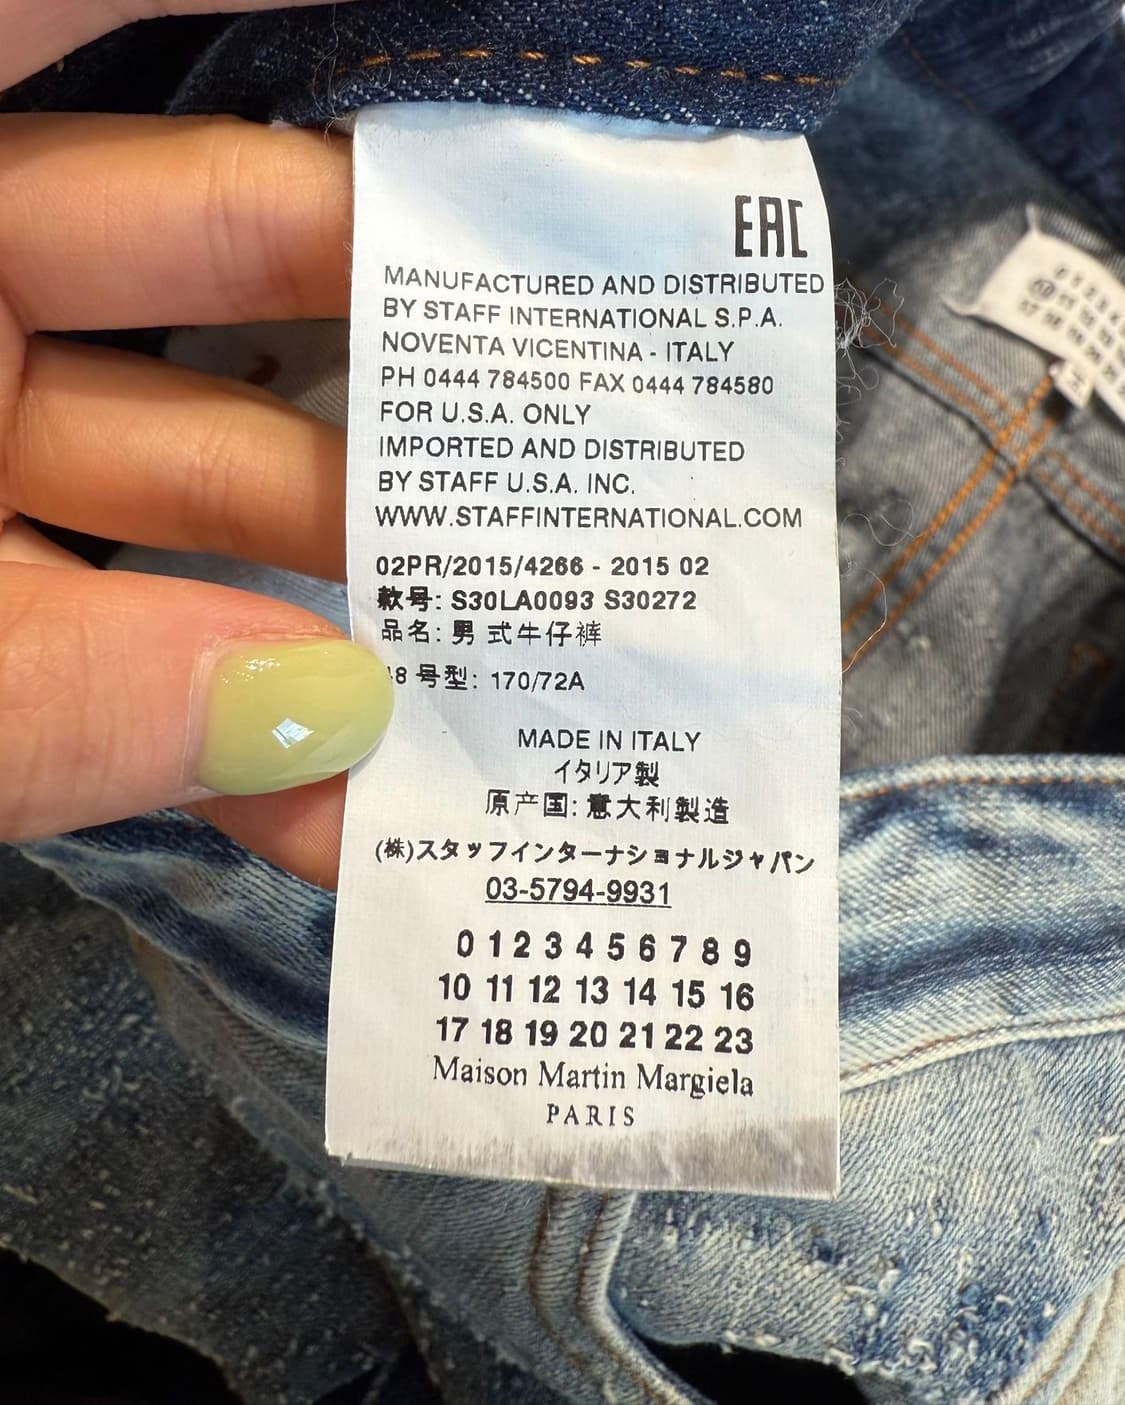 EAC
MANUFACTURED AND DISTRIBUTED
BY STAFF INTERNATIONAL S.P.A.
NOVENTA VICENTINA - ITALY
PH 0444 784500 FAX 0444 784580
FOR U.S.A. ONLY
IMPORTED AND DISTRIBUTED
BY STAFF U.S.A. INC.
WWW.STAFFINTERNATIONAL.COM
02PR/2015/4266 - 2015 02
款号: S30LA0093 S30272
品名: 男式牛仔裤
号型: 170/72A
MADE IN ITALY
イタリア製
原产国: 意大利製造
(株)スタッフインターナショナルジャパン
03-5794-9931
0 1 2 3 4 5 6 7 8 9
10 11 12 13 14 15 16
17 18 19 20 21 22 23
Maison Martin Margiela
PARIS